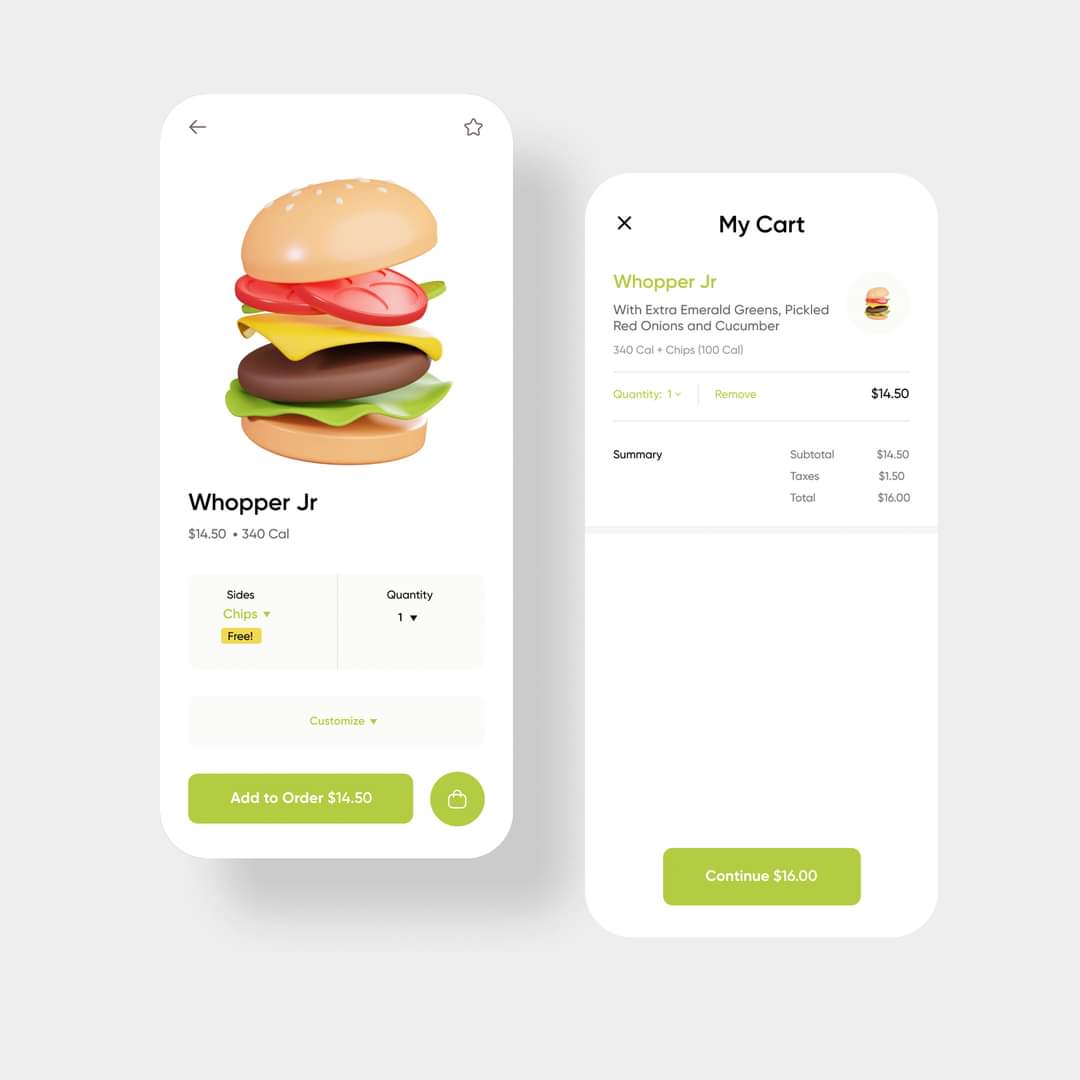 Whopper Jr
$14.50 • 340 Cal
Sides
Chips
Free!
Quantity
1
Customize
Add to Order $14.50
My Cart
Whopper Jr
With Extra Emerald Greens, Pickled
Red Onions and Cucumber
340 Cal + Chips (100 Cal)
Quantity: 1 Remove $14.50
Summary Subtotal $14.50
Taxes $1.50
Total $16.00
Continue $16.00